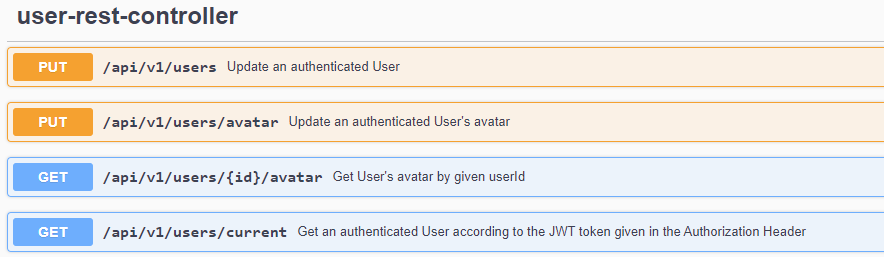 user-rest-controller
PUT /api/v1/users Update an authenticated User
PUT /api/v1/users/avatar Update an authenticated User's avatar
GET /api/v1/users/{id}/avatar Get User's avatar by given userId
GET /api/v1/users/current Get an authenticated User according to the JWT token given in the Authorization Header